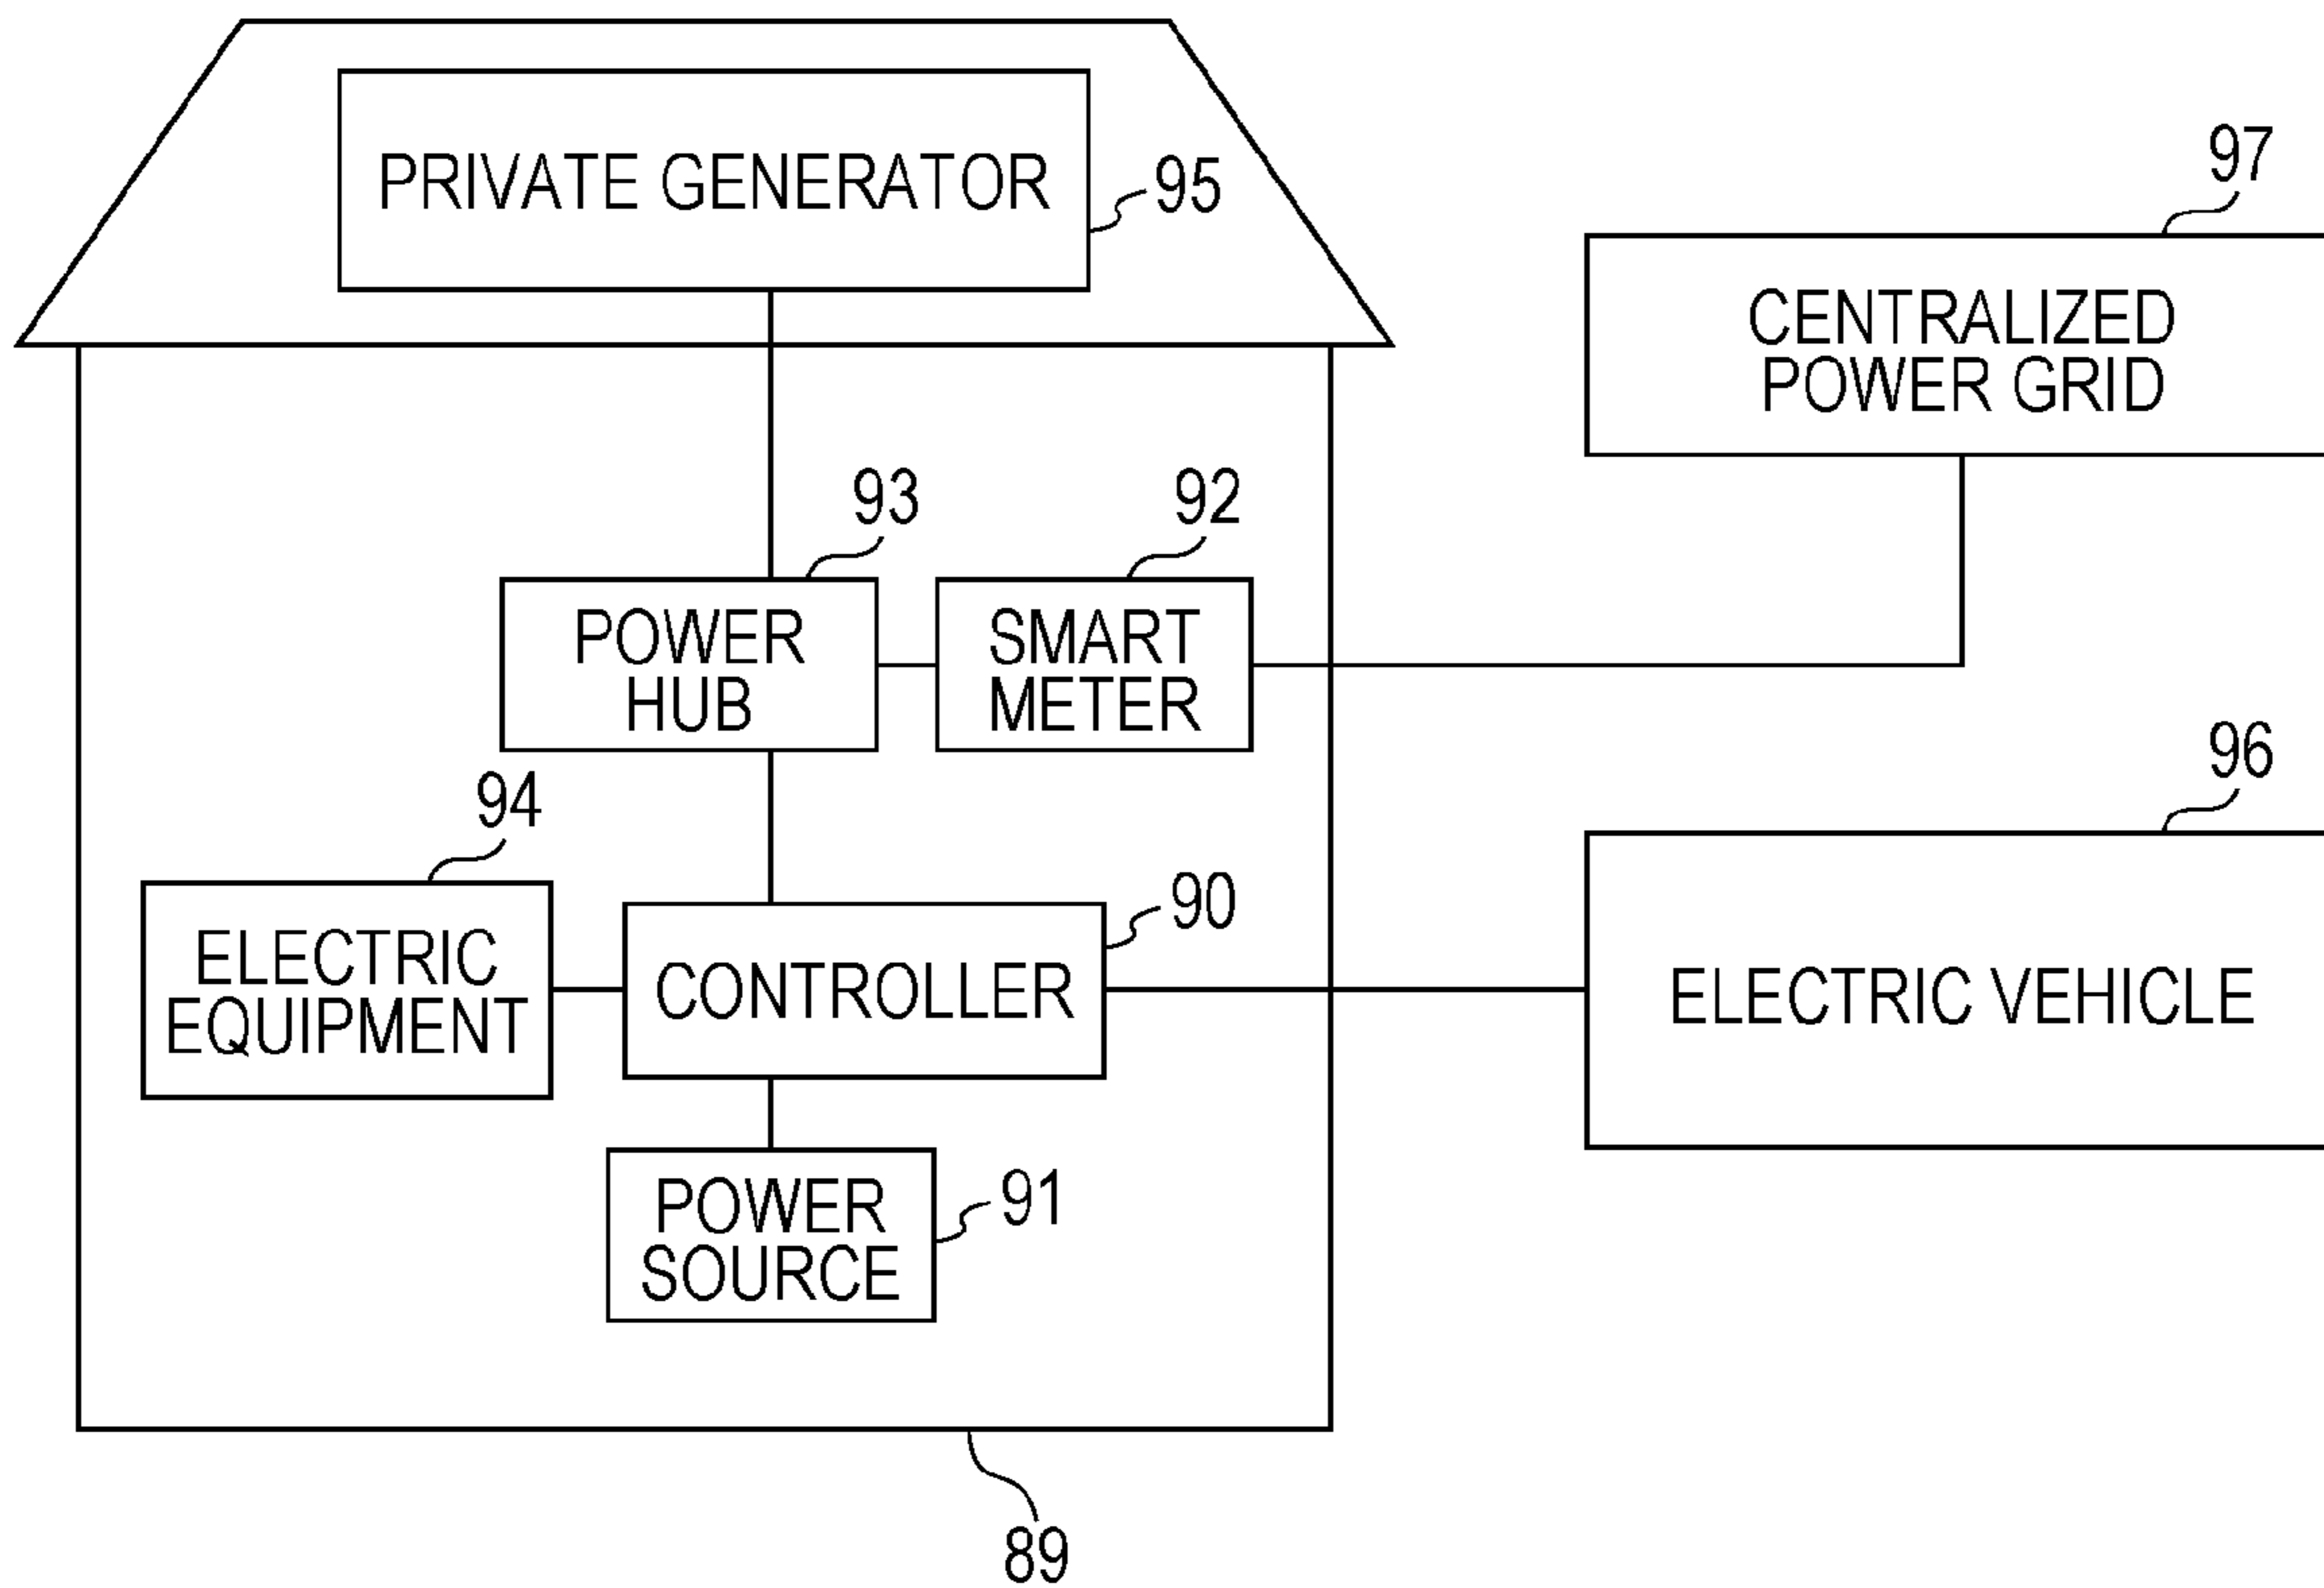 PRIVATE GENERATOR
95
97
CENTRALIZED
POWER GRID
93
92
POWER
HUB
SMART
METER
96
94
90
ELECTRIC
EQUIPMENT
CONTROLLER
ELECTRIC VEHICLE
91
POWER
SOURCE
89